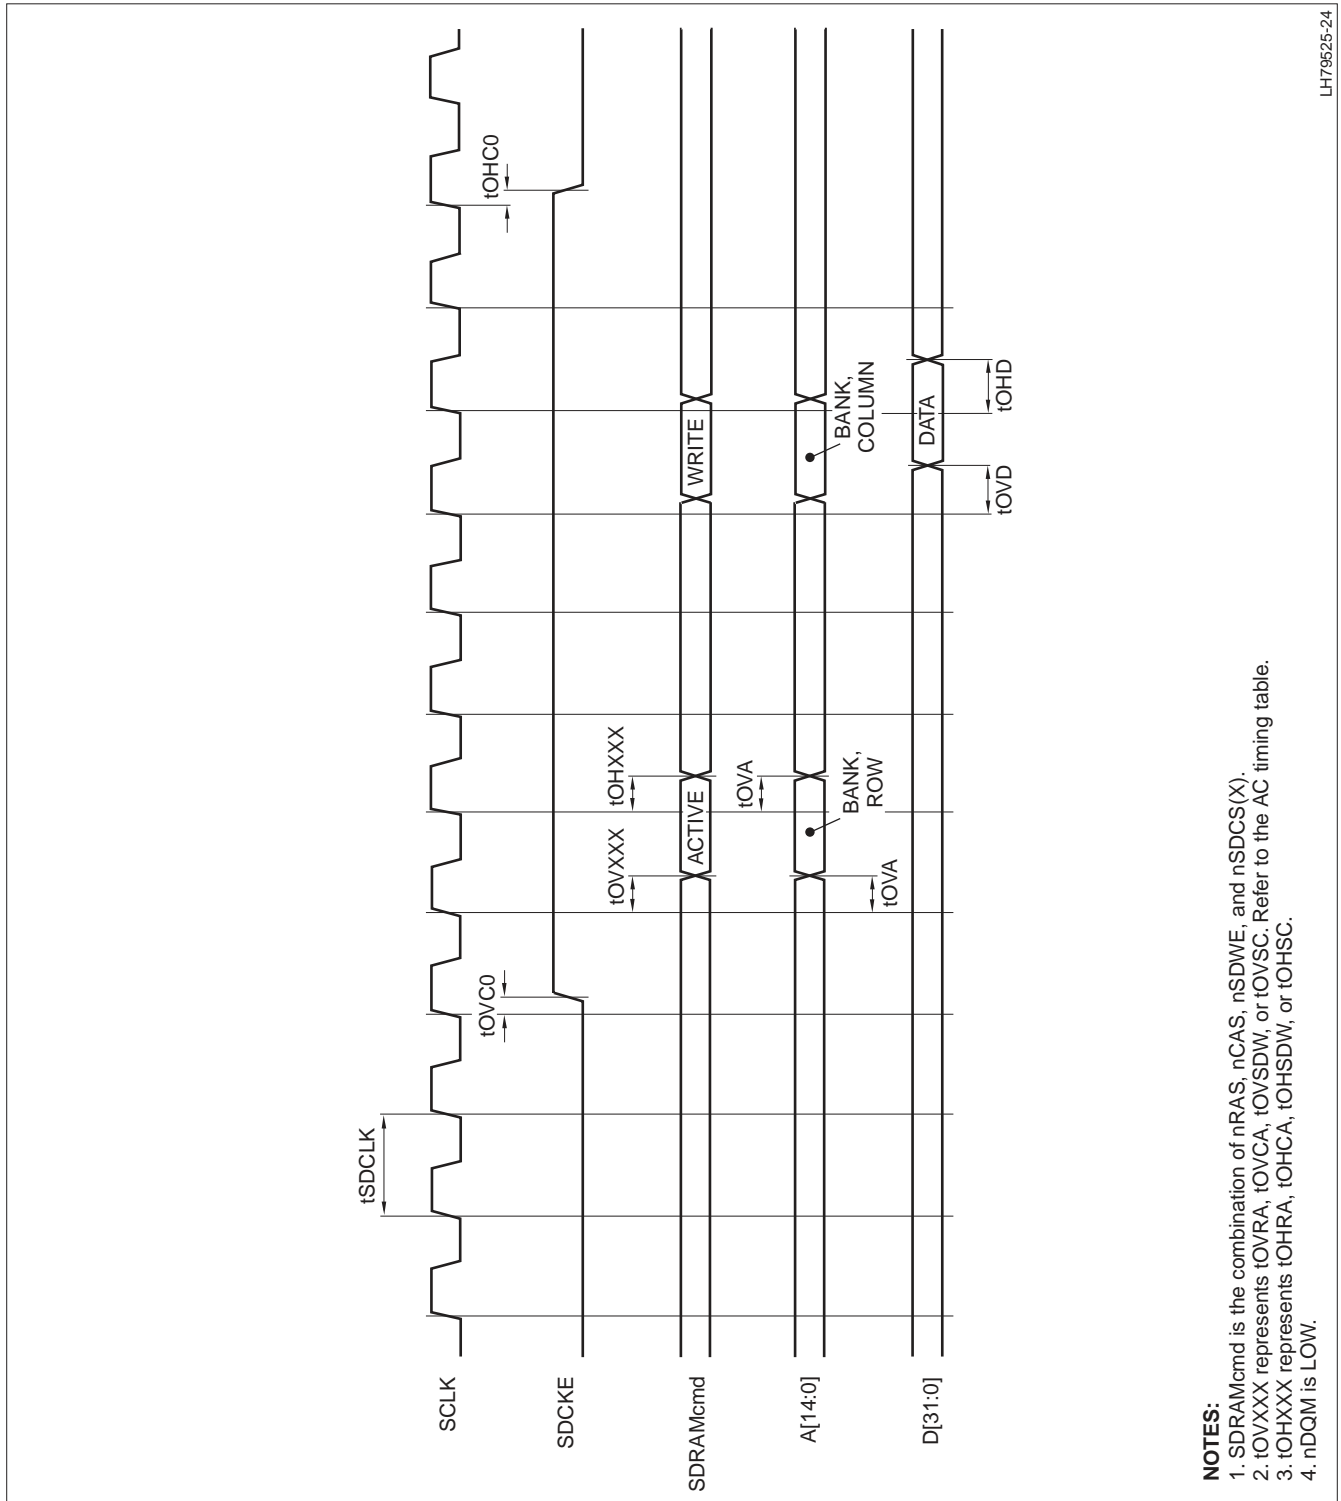 tSDCLK
SCLK
tOVC0
tOHC0
SDCKE
tOVXXX
tOHXXX
SDRAMcmd
ACTIVE
WRITE
tOVA
A[14:0]
BANK,
ROW
BANK,
COLUMN
tOVA
D[31:0]
DATA
tOVD
tOHD
NOTES:
1. SDRAMcmd is the combination of nRAS, nCAS, nSDWE, and nSDCS(X).
2. tOVXXX represents tOVRA, tOVCA, tOVSDW, or tOVSC. Refer to the AC timing table.
3. tOHXXX represents tOHRA, tOHCA, tOHSDW, or tOHSC.
4. nDQM is LOW.
LH79525-24